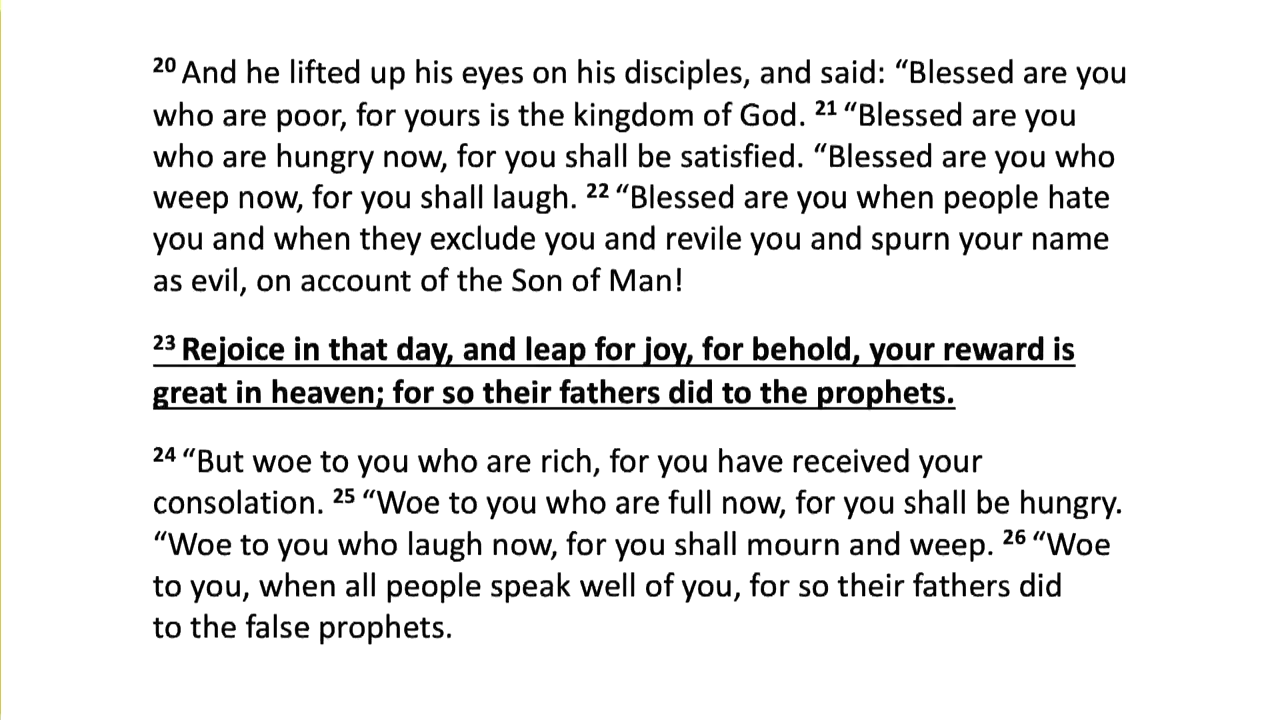 20 And he lifted up his eyes on his disciples, and said: “Blessed are you
who are poor, for yours is the kingdom of God. 21 “Blessed are you
who are hungry now, for you shall be satisfied. “Blessed are you who
weep now, for you shall laugh. 22 “Blessed are you when people hate
you and when they exclude you and revile you and spurn your name
as evil, on account of the Son of Man!
23 Rejoice in that day, and leap for joy, for behold, your reward is
great in heaven; for so their fathers did to the prophets.
24 “But woe to you who are rich, for you have received your
consolation. 25 “Woe to you who are full now, for you shall be hungry.
“Woe to you who laugh now, for you shall mourn and weep. 26 “Woe
to you, when all people speak well of you, for so their fathers did
to the false prophets.